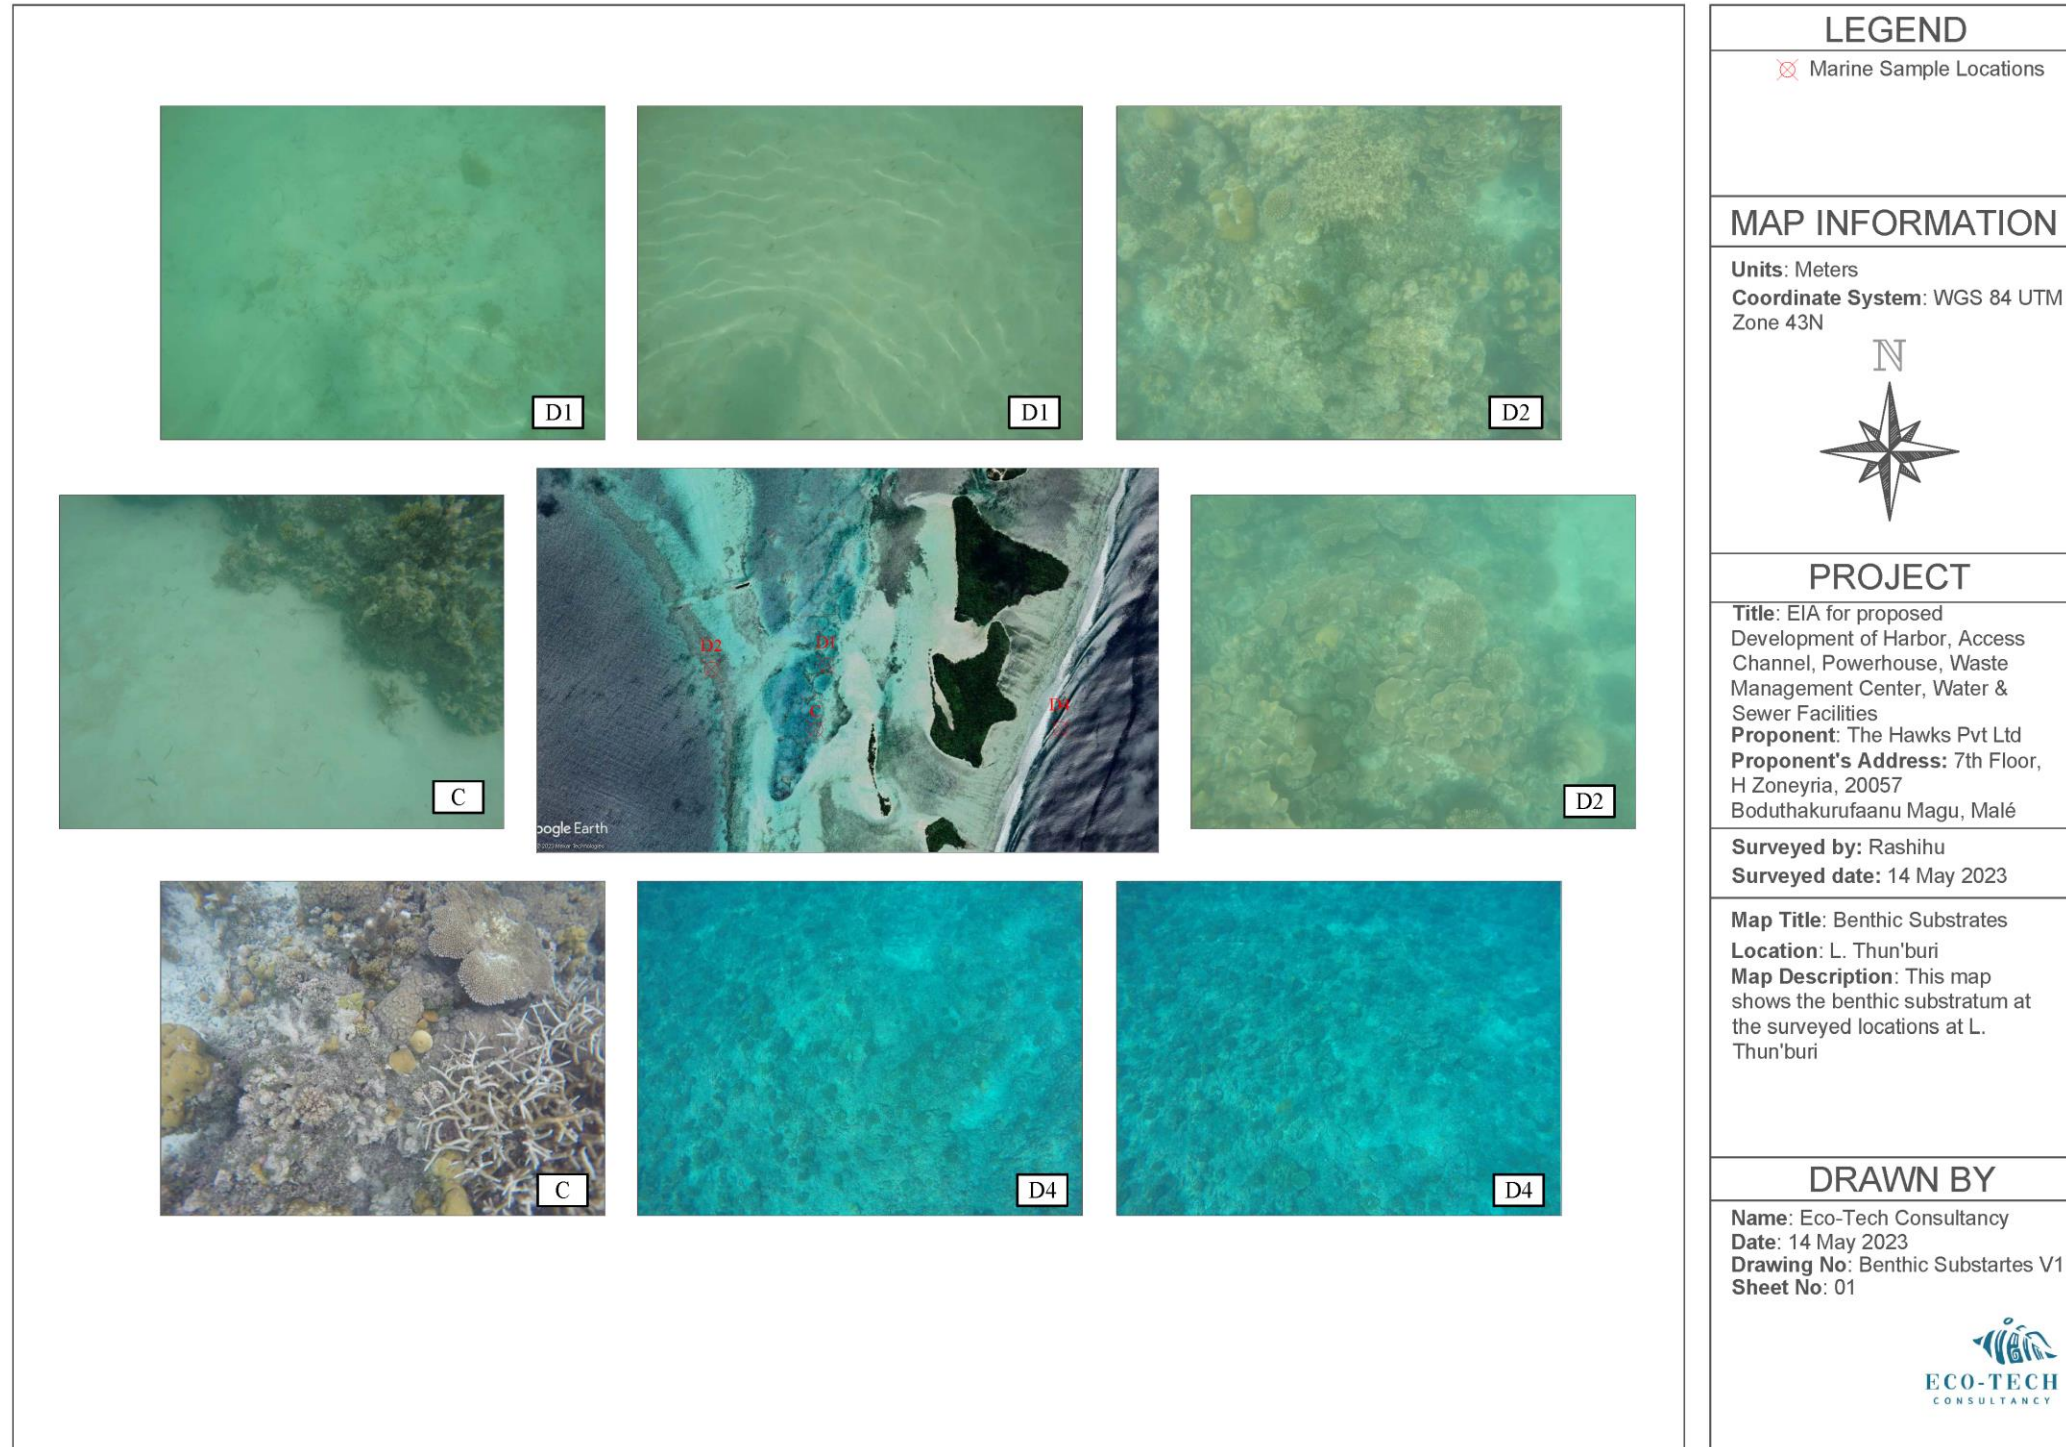 D1
D1
D2
C
D2
D1
C
D4
D2
C
D4
D4
oogle Earth
LEGEND
Marine Sample Locations
MAP INFORMATION
Units: Meters
Coordinate System: WGS 84 UTM
Zone 43N
N
PROJECT
Title: EIA for proposed
Development of Harbor, Access
Channel, Powerhouse, Waste
Management Center, Water &
Sewer Facilities
Proponent: The Hawks Pvt Ltd
Proponent's Address: 7th Floor,
H Zoneyria, 20057
Boduthakurufaanu Magu, Malé
Surveyed by: Rashihu
Surveyed date: 14 May 2023
Map Title: Benthic Substrates
Location: L. Thun'buri
Map Description: This map
shows the benthic substratum at
the surveyed locations at L.
Thun'buri
DRAWN BY
Name: Eco-Tech Consultancy
Date: 14 May 2023
Drawing No: Benthic Substartes V1
Sheet No: 01
ECO-TECH
CONSULTANCY